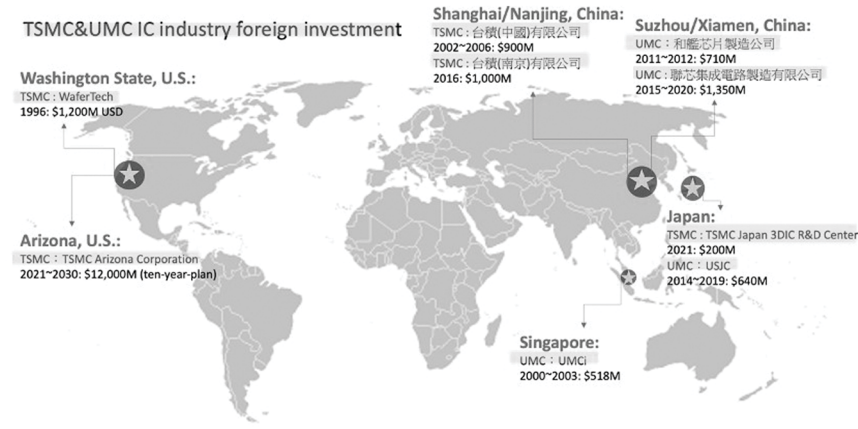 TSMC&UMC IC industry foreign investment
Washington State, U.S.:
TSMC : WaferTech
1996: $1,200M USD
Arizona, U.S.:
TSMC：TSMC Arizona Corporation
2021~2030: $12,000M (ten-year-plan)
Shanghai/Nanjing, China:
TSMC : 台積(中國)有限公司
2002~2006: $900M
TSMC : 台積(南京)有限公司
2016: $1,000M
Suzhou/Xiamen, China:
UMC：和艦芯片製造公司
2011~2012: $710M
UMC : 聯芯集成電路製造有限公司
2015~2020: $1,350M
Japan:
TSMC : TSMC Japan 3DIC R&D Center
2021: $200M
UMC：USJC
2014~2019: $640M
Singapore:
UMC：UMCi
2000~2003: $518M